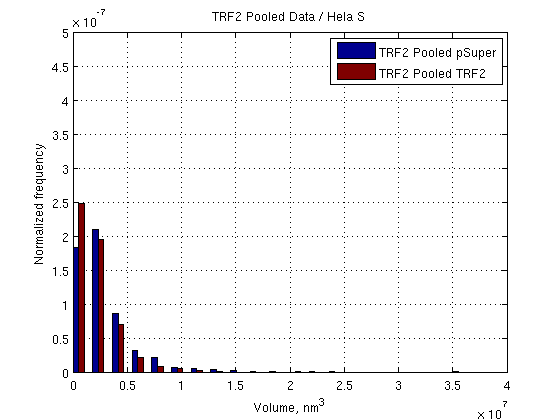 TRF2 Pooled Data / Hela S
× 10^-7
5
4.5
4
3.5
3
2.5
2
1.5
1
0.5
0
Normalized frequency
TRF2 Pooled pSuper
TRF2 Pooled TRF2
0 0.5 1 1.5 2 2.5 3 3.5 4
Volume, nm^3
× 10^7